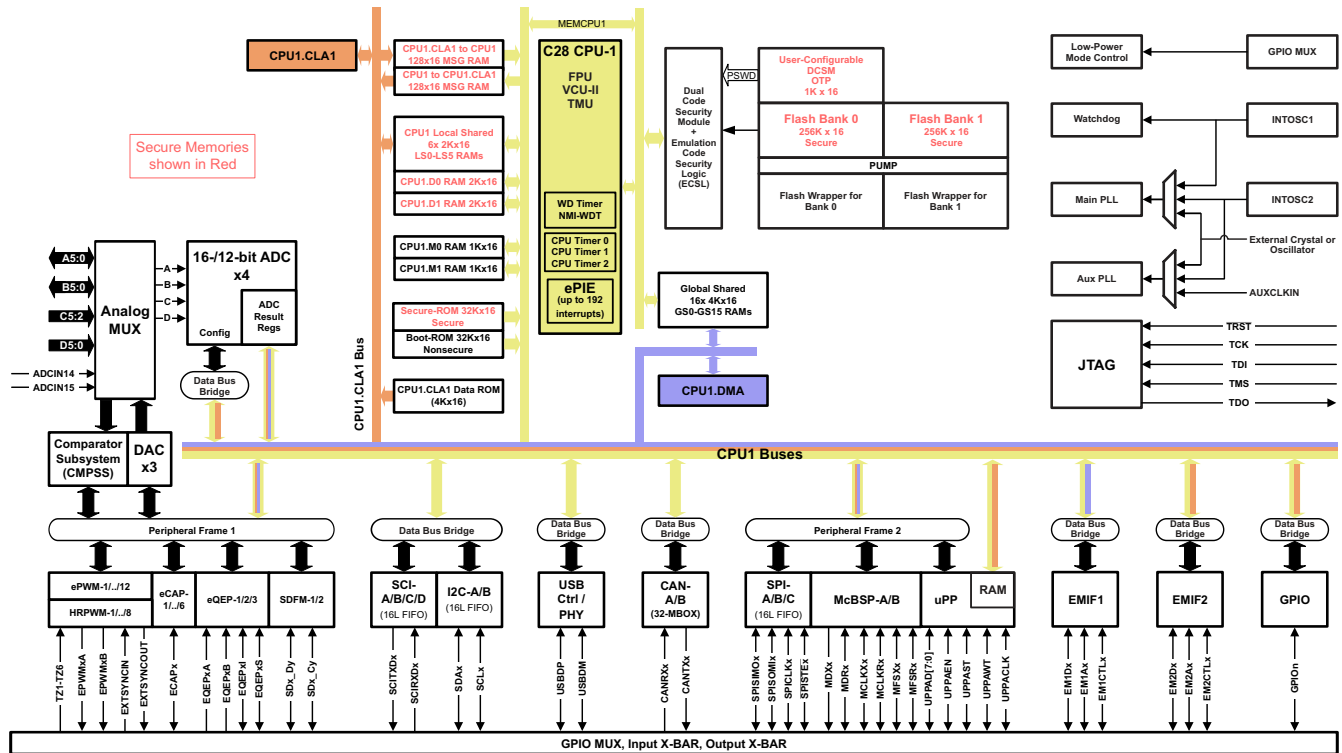 MEMCPU1
CPU1.CLA1
CPU1.CLA1 to CPU1
128x16 MSG RAM
CPU1 to CPU1.CLA1
128x16 MSG RAM
C28 CPU-1
FPU
VCU-II
TMU
WD Timer
NMI-WDT
CPU Timer 0
CPU Timer 1
CPU Timer 2
ePIE
(up to 192
interrupts)
Dual
Code
Security
Module
+
Emulation
Code
Security
Logic
(ECSL)
PSWD
User-Configurable
DCSM
OTP
1K x 16
Flash Bank 0
256K x 16
Secure
Flash Bank 1
256K x 16
Secure
PUMP
Flash Wrapper for
Bank 0
Flash Wrapper for
Bank 1
Low-Power
Mode Control
GPIO MUX
Watchdog
INTOSC1
Main PLL
INTOSC2
External Crystal or
Oscillator
Aux PLL
AUXCLKIN
JTAG
TRST
TCK
TDI
TMS
TDO
Secure Memories
shown in Red
CPU1 Local Shared
6x 2Kx16
LS0-LS5 RAMs
CPU1.D0 RAM 2Kx16
CPU1.D1 RAM 2Kx16
CPU1.M0 RAM 1Kx16
CPU1.M1 RAM 1Kx16
Secure-ROM 32Kx16
Secure
Boot-ROM 32Kx16
Nonsecure
CPU1.CLA1 Data ROM
(4Kx16)
CPU1.CLA1 Bus
Global Shared
16x 4Kx16
GS0-GS15 RAMs
CPU1.DMA
A5:0
B5:0
C5:2
D5:0
ADCIN14
ADCIN15
Analog
MUX
A
B
C
D
16-/12-bit ADC
x4
Config
ADC
Result
Regs
Data Bus
Bridge
Comparator
Subsystem
(CMPSS)
DAC
x3
CPU1 Buses
Peripheral Frame 1
Data Bus Bridge
Data Bus
Bridge
Data Bus
Bridge
Peripheral Frame 2
Data Bus
Bridge
Data Bus
Bridge
Data Bus
Bridge
ePWM-1/../12
HRPWM-1/../8
eCAP-
1/../6
eQEP-1/2/3
SDFM-1/2
SCI-
A/B/C/D
(16L FIFO)
I2C-A/B
(16L FIFO)
USB
Ctrl /
PHY
CAN-
A/B
(32-MBOX)
SPI-
A/B/C
(16L FIFO)
McBSP-A/B
uPP
RAM
EMIF1
EMIF2
GPIO
TZ1-TZ6
EPWMxA
EPWMxB
EXTSYNCIN
EXTSYNCOUT
ECAPx
EQEPxA
EQEPxB
EQEPxI
EQEPxS
SDx_Dy
SDx_Cy
SCITXDx
SCIRXDx
SDAx
SCLx
USBDP
USBDM
CANRXx
CANTXx
SPISIMOx
SPISOMIx
SPICLKx
SPISTEx
MDXx
MDRx
MCLKXx
MCLKRx
MFSXx
MFSRx
UPPAD[7:0]
UPPAEN
UPPAST
UPPAWT
UPPACLK
EM1Dx
EM1Ax
EM1CTLx
EM2Dx
EM2Ax
EM2CTLx
GPIOn
GPIO MUX, Input X-BAR, Output X-BAR